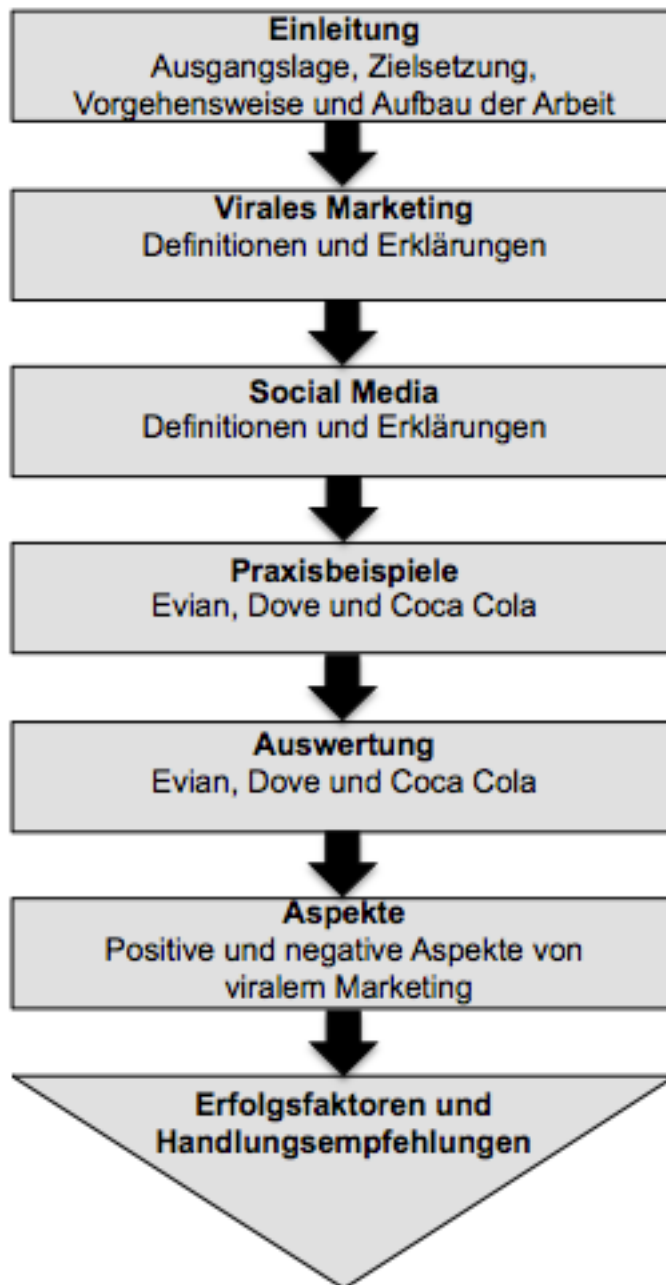 Einleitung
Ausgangslage, Zielsetzung,
Vorgehensweise und Aufbau der Arbeit
Virales Marketing
Definitionen und Erklärungen
Social Media
Definitionen und Erklärungen
Praxisbeispiele
Evian, Dove und Coca Cola
Auswertung
Evian, Dove und Coca Cola
Aspekte
Positive und negative Aspekte von
viralem Marketing
Erfolgsfaktoren und
Handlungsempfehlungen